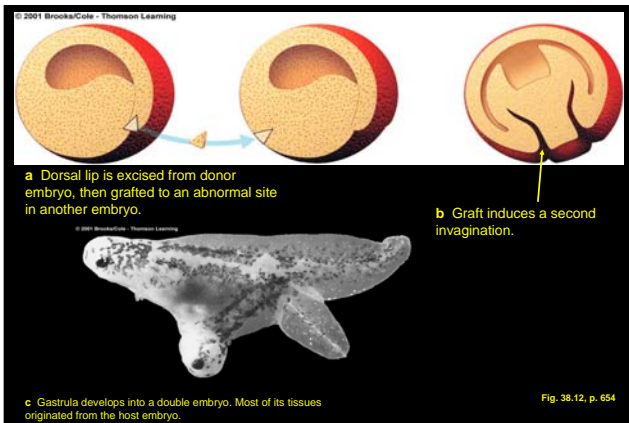 © 2001 Brooks/Cole - Thomson Learning
a Dorsal lip is excised from donor
embryo, then grafted to an abnormal site
in another embryo.
b Graft induces a second
invagination.
© 2001 Brooks/Cole - Thomson Learning
c Gastrula develops into a double embryo. Most of its tissues
originated from the host embryo.
Fig. 38.12, p. 654